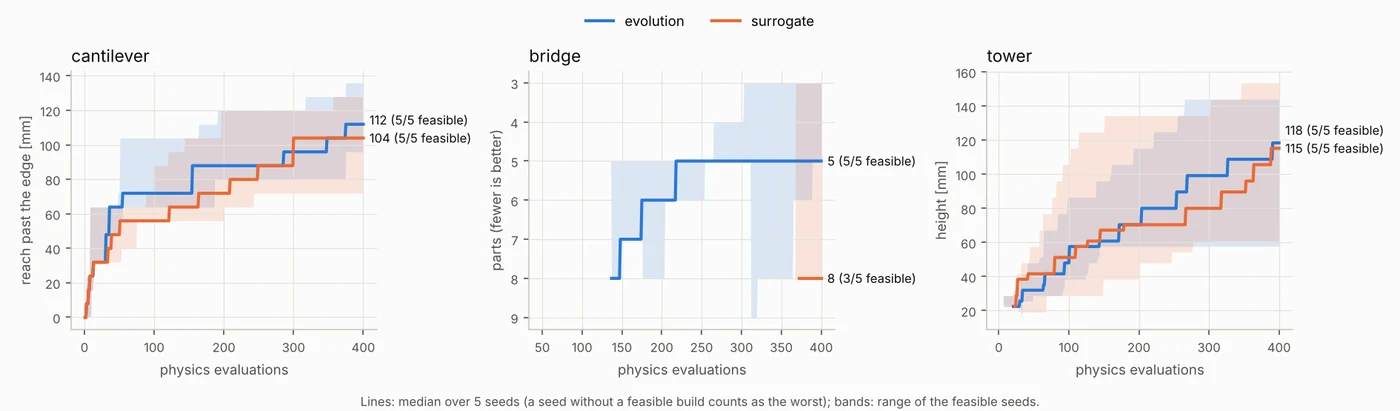 evolution surrogate
cantilever
reach past the edge [mm]
140
120
100
80
60
40
20
0
112 (5/5 feasible)
104 (5/5 feasible)
0 100 200 300 400
physics evaluations
bridge
parts (fewer is better)
3
4
5
6
7
8
9
5 (5/5 feasible)
8 (3/5 feasible)
50 100 150 200 250 300 350 400
physics evaluations
tower
height [mm]
160
140
120
100
80
60
40
20
118 (5/5 feasible)
115 (5/5 feasible)
0 100 200 300 400
physics evaluations
Lines: median over 5 seeds (a seed without a feasible build counts as the worst); bands: range of the feasible seeds.